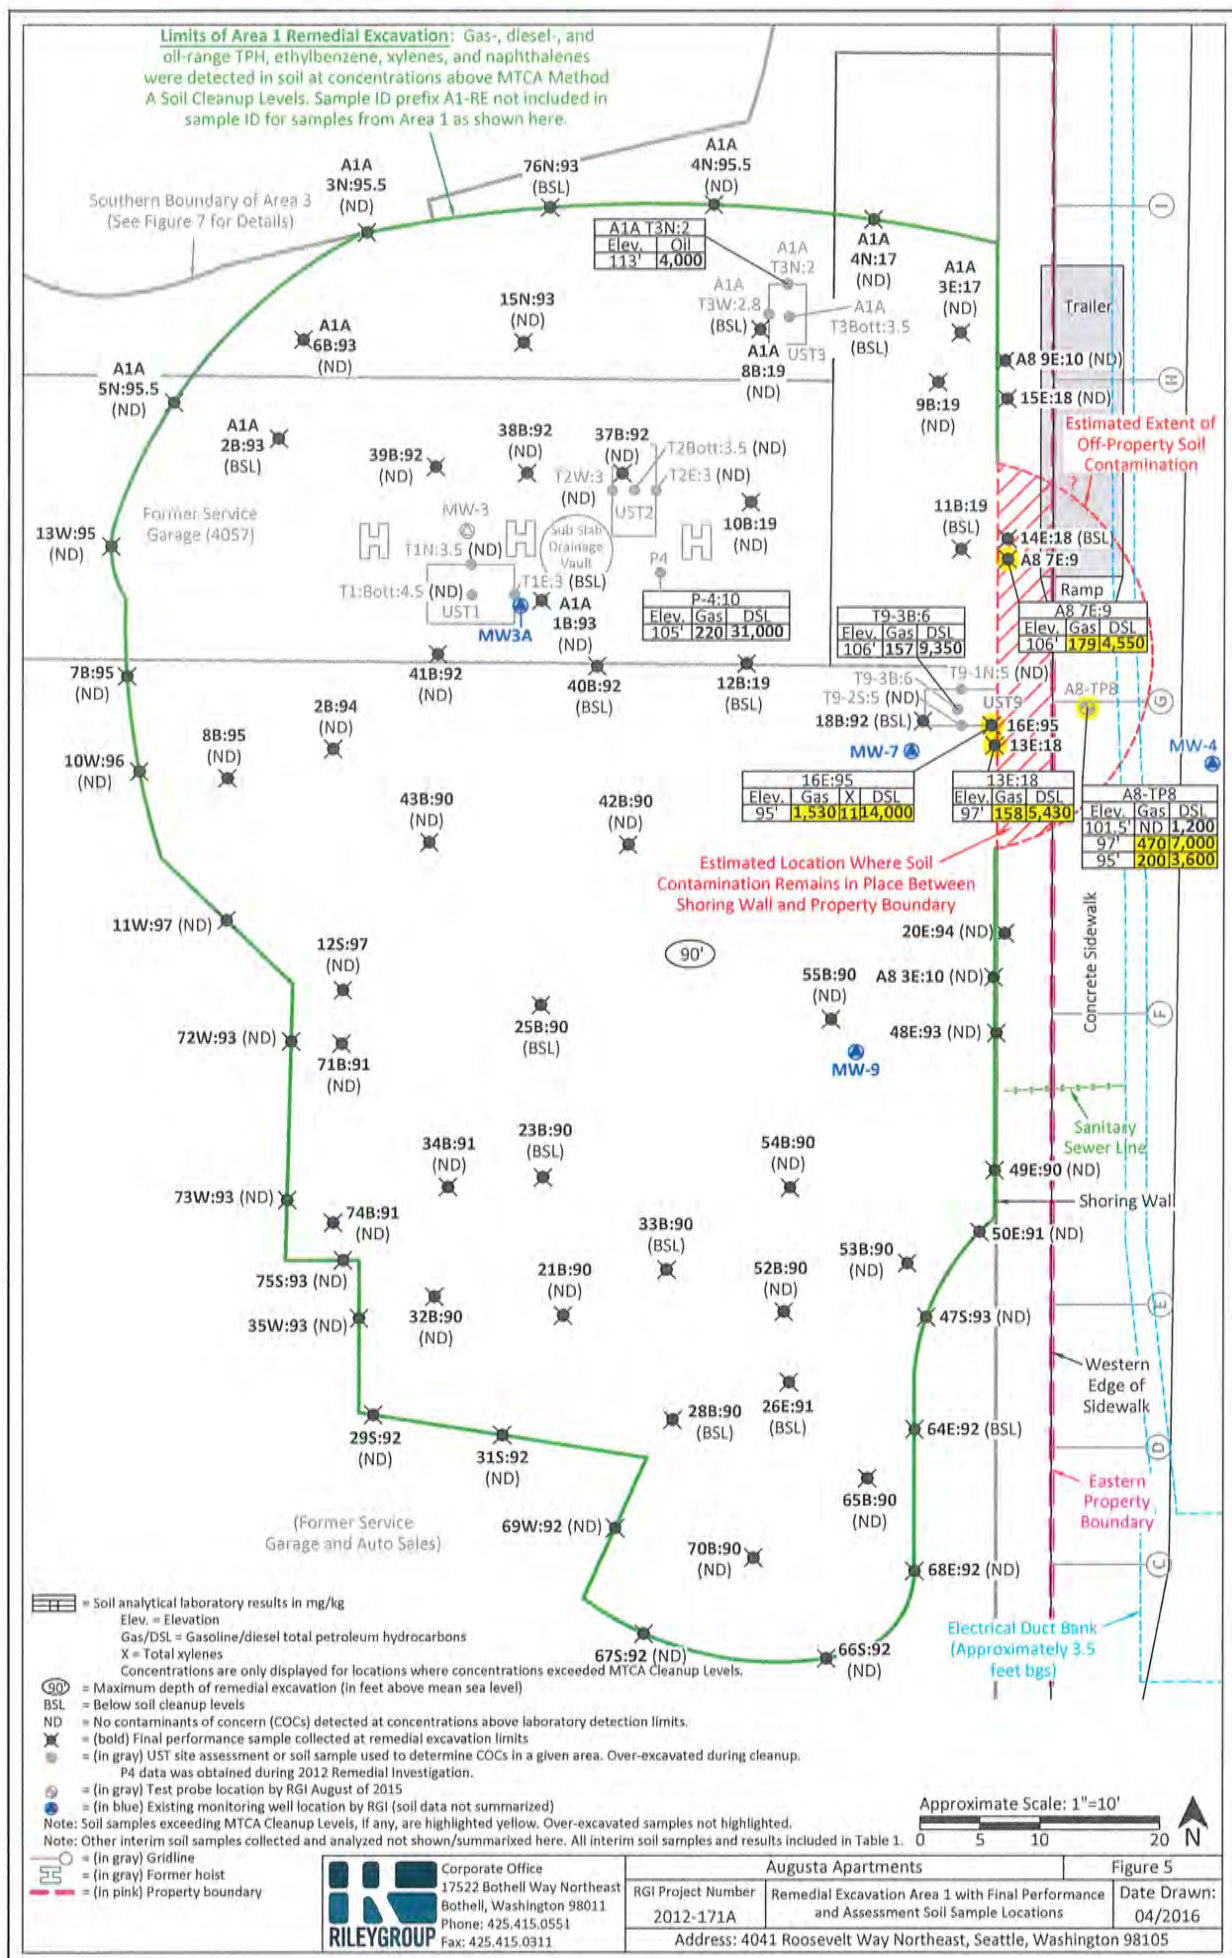 Limits of Area 1 Remedial Excavation: Gas-, diesel-, and
oil-range TPH, ethylbenzene, xylenes, and naphthalenes
were detected in soil at concentrations above MTCA Method
A Soil Cleanup Levels. Sample ID prefix A1-RE not included in
sample ID for samples from Area 1 as shown here.
Southern Boundary of Area 3
(See Figure 7 for Details)
A1A
3N:95.5
(ND)
76N:93
(BSL)
A1A
4N:95.5
(ND)
A1A T3N:2
Elev. Oil
113' 4,000
A1A
T3N:2
A1A
4N:17
(ND)
A1A
3E:17
(ND)
A1A
T3W:2.8
(BSL)
A1A
T3Bott:3.5
(BSL)
UST3
A1A
8B:19
(ND)
15N:93
(ND)
A1A
6B:93
(ND)
A1A
5N:95.5
(ND)
A1A
2B:93
(BSL)
I
Trailer
A8 9E:10 (ND)
H
15E:18 (ND)
9B:19
(ND)
Estimated Extent of
Off-Property Soil
Contamination
?
39B:92
(ND)
38B:92
(ND)
37B:92
(ND)
T2Bott:3.5 (ND)
T2W:3
(ND)
T2E:3 (ND)
UST2
10B:19
(ND)
11B:19
(BSL)
14E:18 (BSL)
A8 7E:9
Former Service
Garage (4057)
13W:95
(ND)
MW-3
T1N:3.5 (ND)
Sub Slab
Drainage
Vault
P4
T1:Bott:4.5 (ND)
T1E:3 (BSL)
UST1
MW3A
A1A
1B:93
(ND)
P-4:10
Elev. Gas DSL
105' 220 31,000
Ramp
A8 7E:9
Elev. Gas DSL
106' 179 4,550
T9-3B:6
Elev. Gas DSL
106' 157 9,350
7B:95
(ND)
41B:92
(ND)
40B:92
(BSL)
12B:19
(BSL)
T9-1N:5 (ND)
T9-3B:6
T9-2S:5 (ND)
UST9
A8-TP8
G
18B:92 (BSL)
16E:95
13E:18
MW-7
MW-4
2B:94
(ND)
8B:95
(ND)
10W:96
(ND)
43B:90
(ND)
42B:90
(ND)
16E:95
Elev. Gas X DSL
95' 1,530 11 14,000
13E:18
Elev. Gas DSL
97' 158 5,430
A8-TP8
Elev. Gas DSL
101.5' ND 1,200
97' 470 7,000
95' 200 3,600
Estimated Location Where Soil
Contamination Remains in Place Between
Shoring Wall and Property Boundary
11W:97 (ND)
12S:97
(ND)
90'
20E:94 (ND)
A8 3E:10 (ND)
55B:90
(ND)
Concrete Sidewalk
F
25B:90
(BSL)
48E:93 (ND)
72W:93 (ND)
71B:91
(ND)
MW-9
Sanitary
Sewer Line
34B:91
(ND)
23B:90
(BSL)
54B:90
(ND)
49E:90 (ND)
73W:93 (ND)
Shoring Wall
74B:91
(ND)
33B:90
(BSL)
50E:91 (ND)
53B:90
(ND)
75S:93 (ND)
21B:90
(ND)
52B:90
(ND)
35W:93 (ND)
32B:90
(ND)
47S:93 (ND)
E
Western
Edge of
Sidewalk
28B:90
(BSL)
26E:91
(BSL)
64E:92 (BSL)
29S:92
(ND)
31S:92
(ND)
D
65B:90
(ND)
Eastern
Property
Boundary
(Former Service
Garage and Auto Sales)
69W:92 (ND)
70B:90
(ND)
68E:92 (ND)
C
67S:92 (ND)
66S:92
(ND)
Electrical Duct Bank
(Approximately 3.5
feet bgs)
= Soil analytical laboratory results in mg/kg
Elev. = Elevation
Gas/DSL = Gasoline/diesel total petroleum hydrocarbons
X = Total xylenes
Concentrations are only displayed for locations where concentrations exceeded MTCA Cleanup Levels.
90' = Maximum depth of remedial excavation (in feet above mean sea level)
BSL = Below soil cleanup levels
ND = No contaminants of concern (COCs) detected at concentrations above laboratory detection limits.
= (bold) Final performance sample collected at remedial excavation limits
= (in gray) UST site assessment or soil sample used to determine COCs in a given area. Over-excavated during cleanup.
P4 data was obtained during 2012 Remedial Investigation.
= (in gray) Test probe location by RGI August of 2015
= (in blue) Existing monitoring well location by RGI (soil data not summarized)
Note: Soil samples exceeding MTCA Cleanup Levels, if any, are highlighted yellow. Over-excavated samples not highlighted.
Note: Other interim soil samples collected and analyzed not shown/summarized here. All interim soil samples and results included in Table 1.
= (in gray) Gridline
= (in gray) Former hoist
= (in pink) Property boundary
Approximate Scale: 1"=10'
0 5 10 20
N
RILEYGROUP
Corporate Office
17522 Bothell Way Northeast
Bothell, Washington 98011
Phone: 425.415.0551
Fax: 425.415.0311
Augusta Apartments
Figure 5
RGI Project Number
2012-171A
Remedial Excavation Area 1 with Final Performance
and Assessment Soil Sample Locations
Date Drawn:
04/2016
Address: 4041 Roosevelt Way Northeast, Seattle, Washington 98105